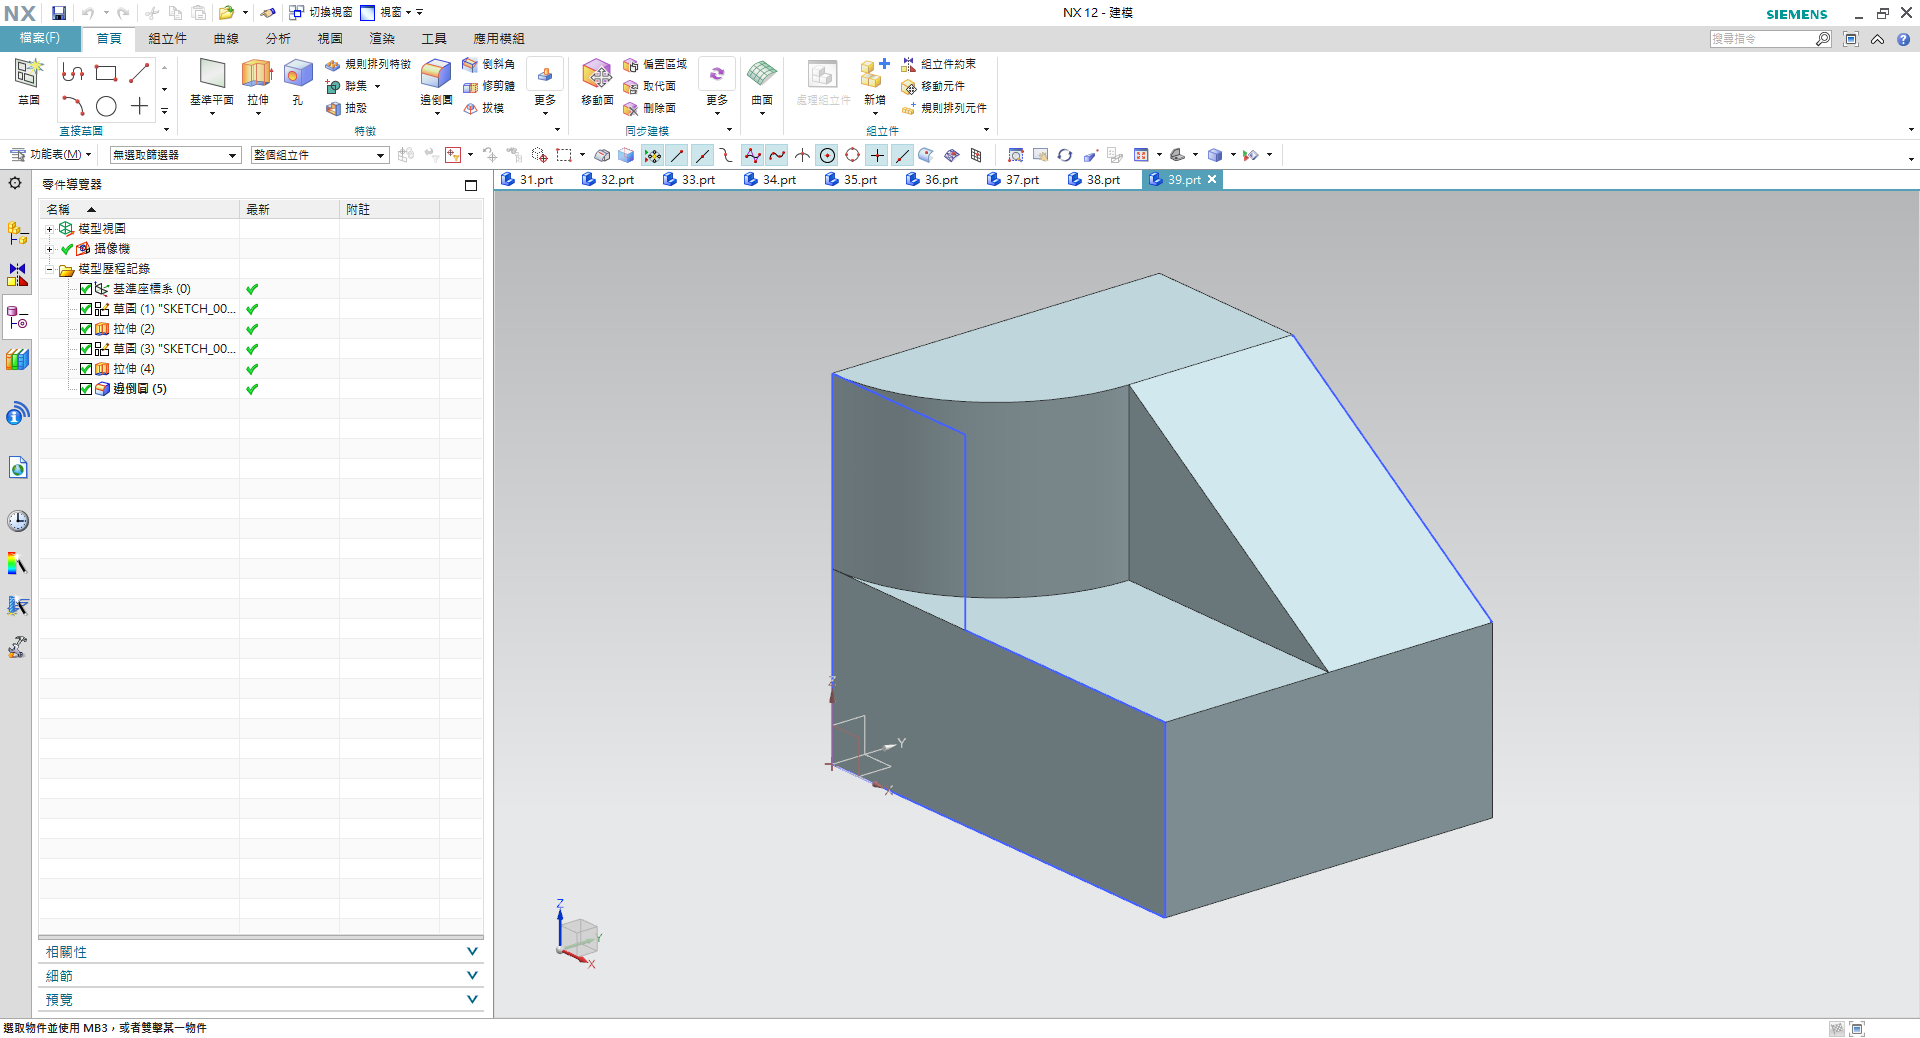 NX 切換視窗 視窗 NX 12 - 建模 SIEMENS
檔案(F) 首頁 組立件 曲線 分析 視圖 渲染 工具 應用模組 搜尋指令
草圖 基準平面 拉伸 孔 規則排列特徵 聯集 抽殼 邊倒圓 倒斜角 修剪體 拔模 更多 移動面 偏置區域 取代面 刪除面 更多 曲面 處理組立件 新增 組立件約束 移動元件 規則排列元件
直接草圖 特徵 同步建模 組立件
功能表(M) 無選取篩選器 整個組立件
零件導覽器 31.prt 32.prt 33.prt 34.prt 35.prt 36.prt 37.prt 38.prt 39.prt
名稱 最新 附註
模型視圖
攝像機
模型歷程記錄
基準座標系 (0)
草圖 (1) "SKETCH_00...
拉伸 (2)
草圖 (3) "SKETCH_00...
拉伸 (4)
邊倒圓 (5)
Z
Y
X
Z
Y
X
相關性
細節
預覽
選取物件並使用 MB3，或者雙擊某一物件